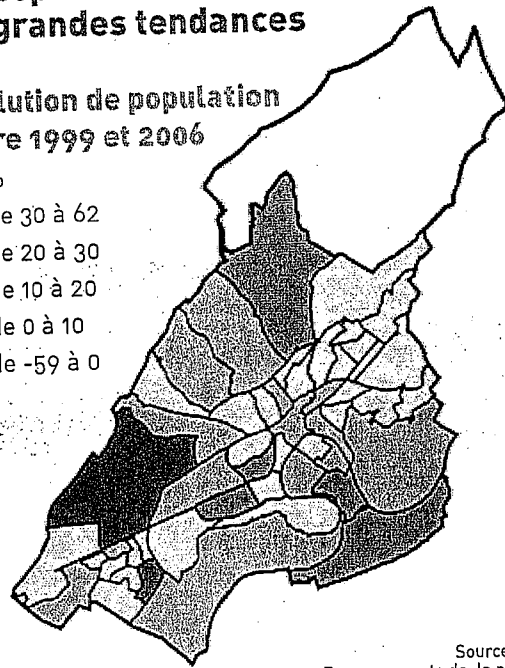 grandes tendances
lution de population
re 1999 et 2006
e 30 à 62
e 20 à 30
e 10 à 20
de 0 à 10
de -59 à 0
Source